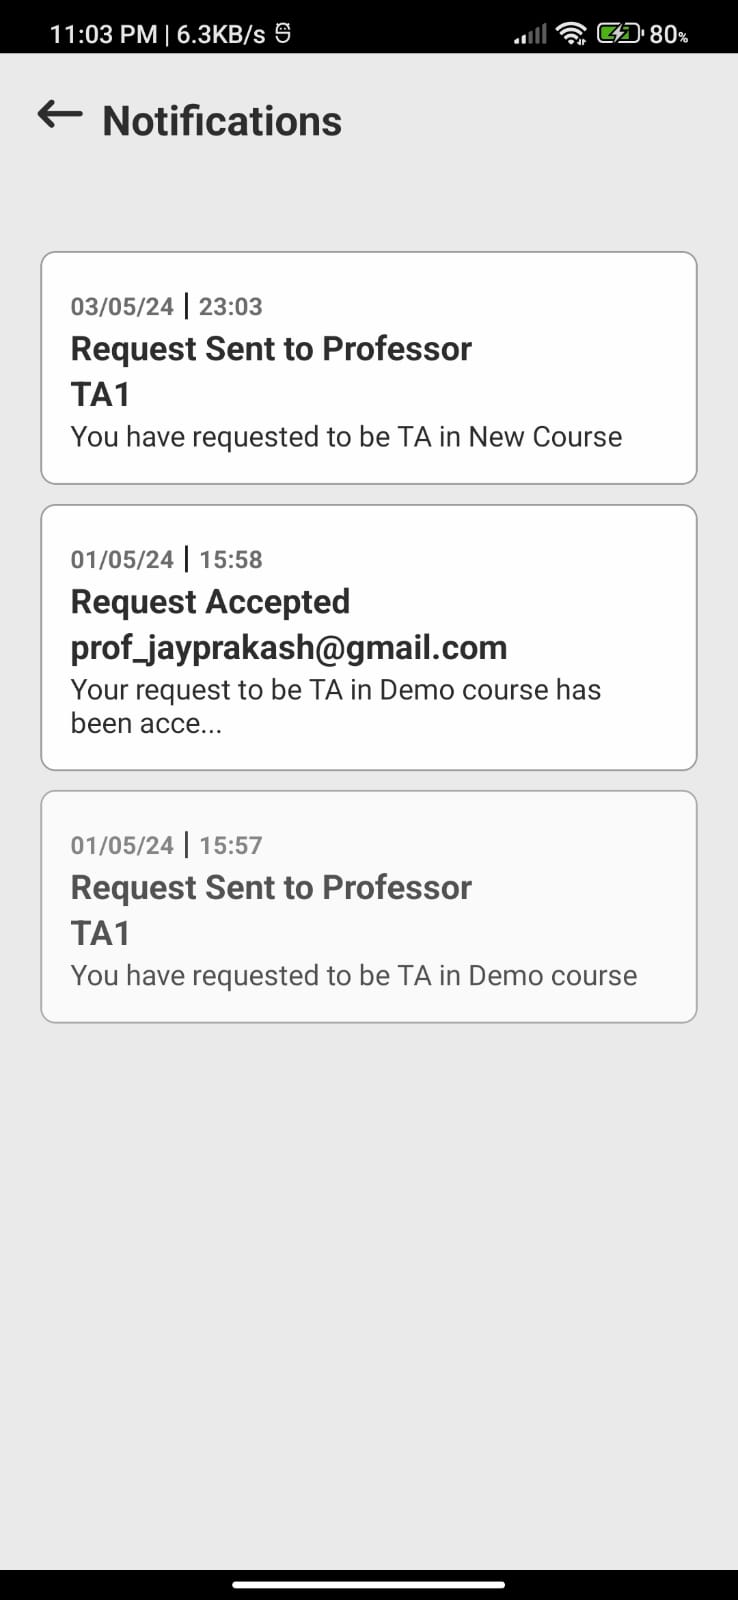 11:03 PM | 6.3KB/s 80%
Notifications
03/05/24 | 23:03
Request Sent to Professor
TA1
You have requested to be TA in New Course
01/05/24 | 15:58
Request Accepted
prof_jayprakash@gmail.com
Your request to be TA in Demo course has
been acce...
01/05/24 | 15:57
Request Sent to Professor
TA1
You have requested to be TA in Demo course